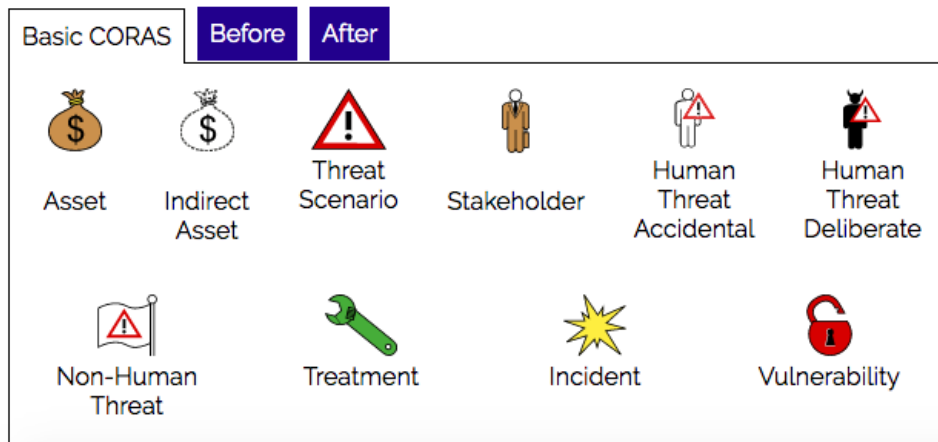 Basic CORAS
Before
After
$
$
!
!
!
Asset
Indirect
Asset
Threat
Scenario
Stakeholder
Human
Threat
Accidental
Human
Threat
Deliberate
!
Non-Human
Threat
Treatment
Incident
Vulnerability